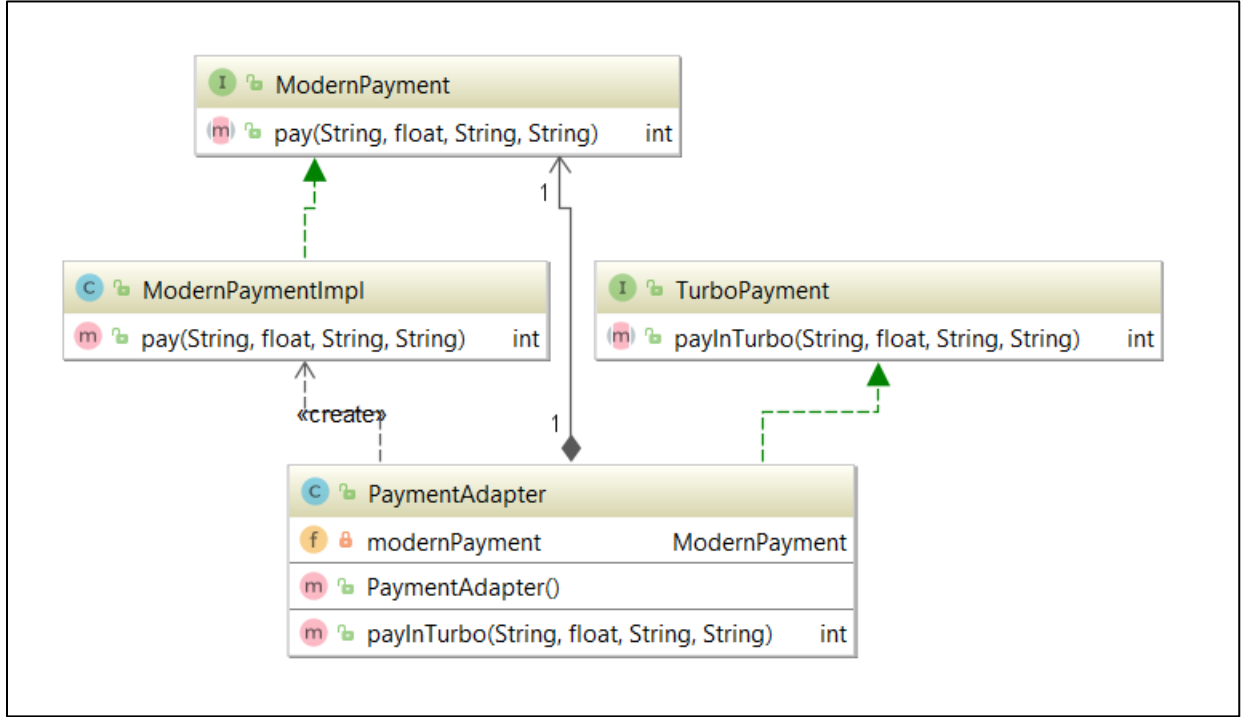 I ModernPayment
m pay(String, float, String, String) int
1
C ModernPaymentImpl
m pay(String, float, String, String) int
I TurboPayment
m payInTurbo(String, float, String, String) int
«create»
1
C PaymentAdapter
f modernPayment ModernPayment
m PaymentAdapter()
m payInTurbo(String, float, String, String) int